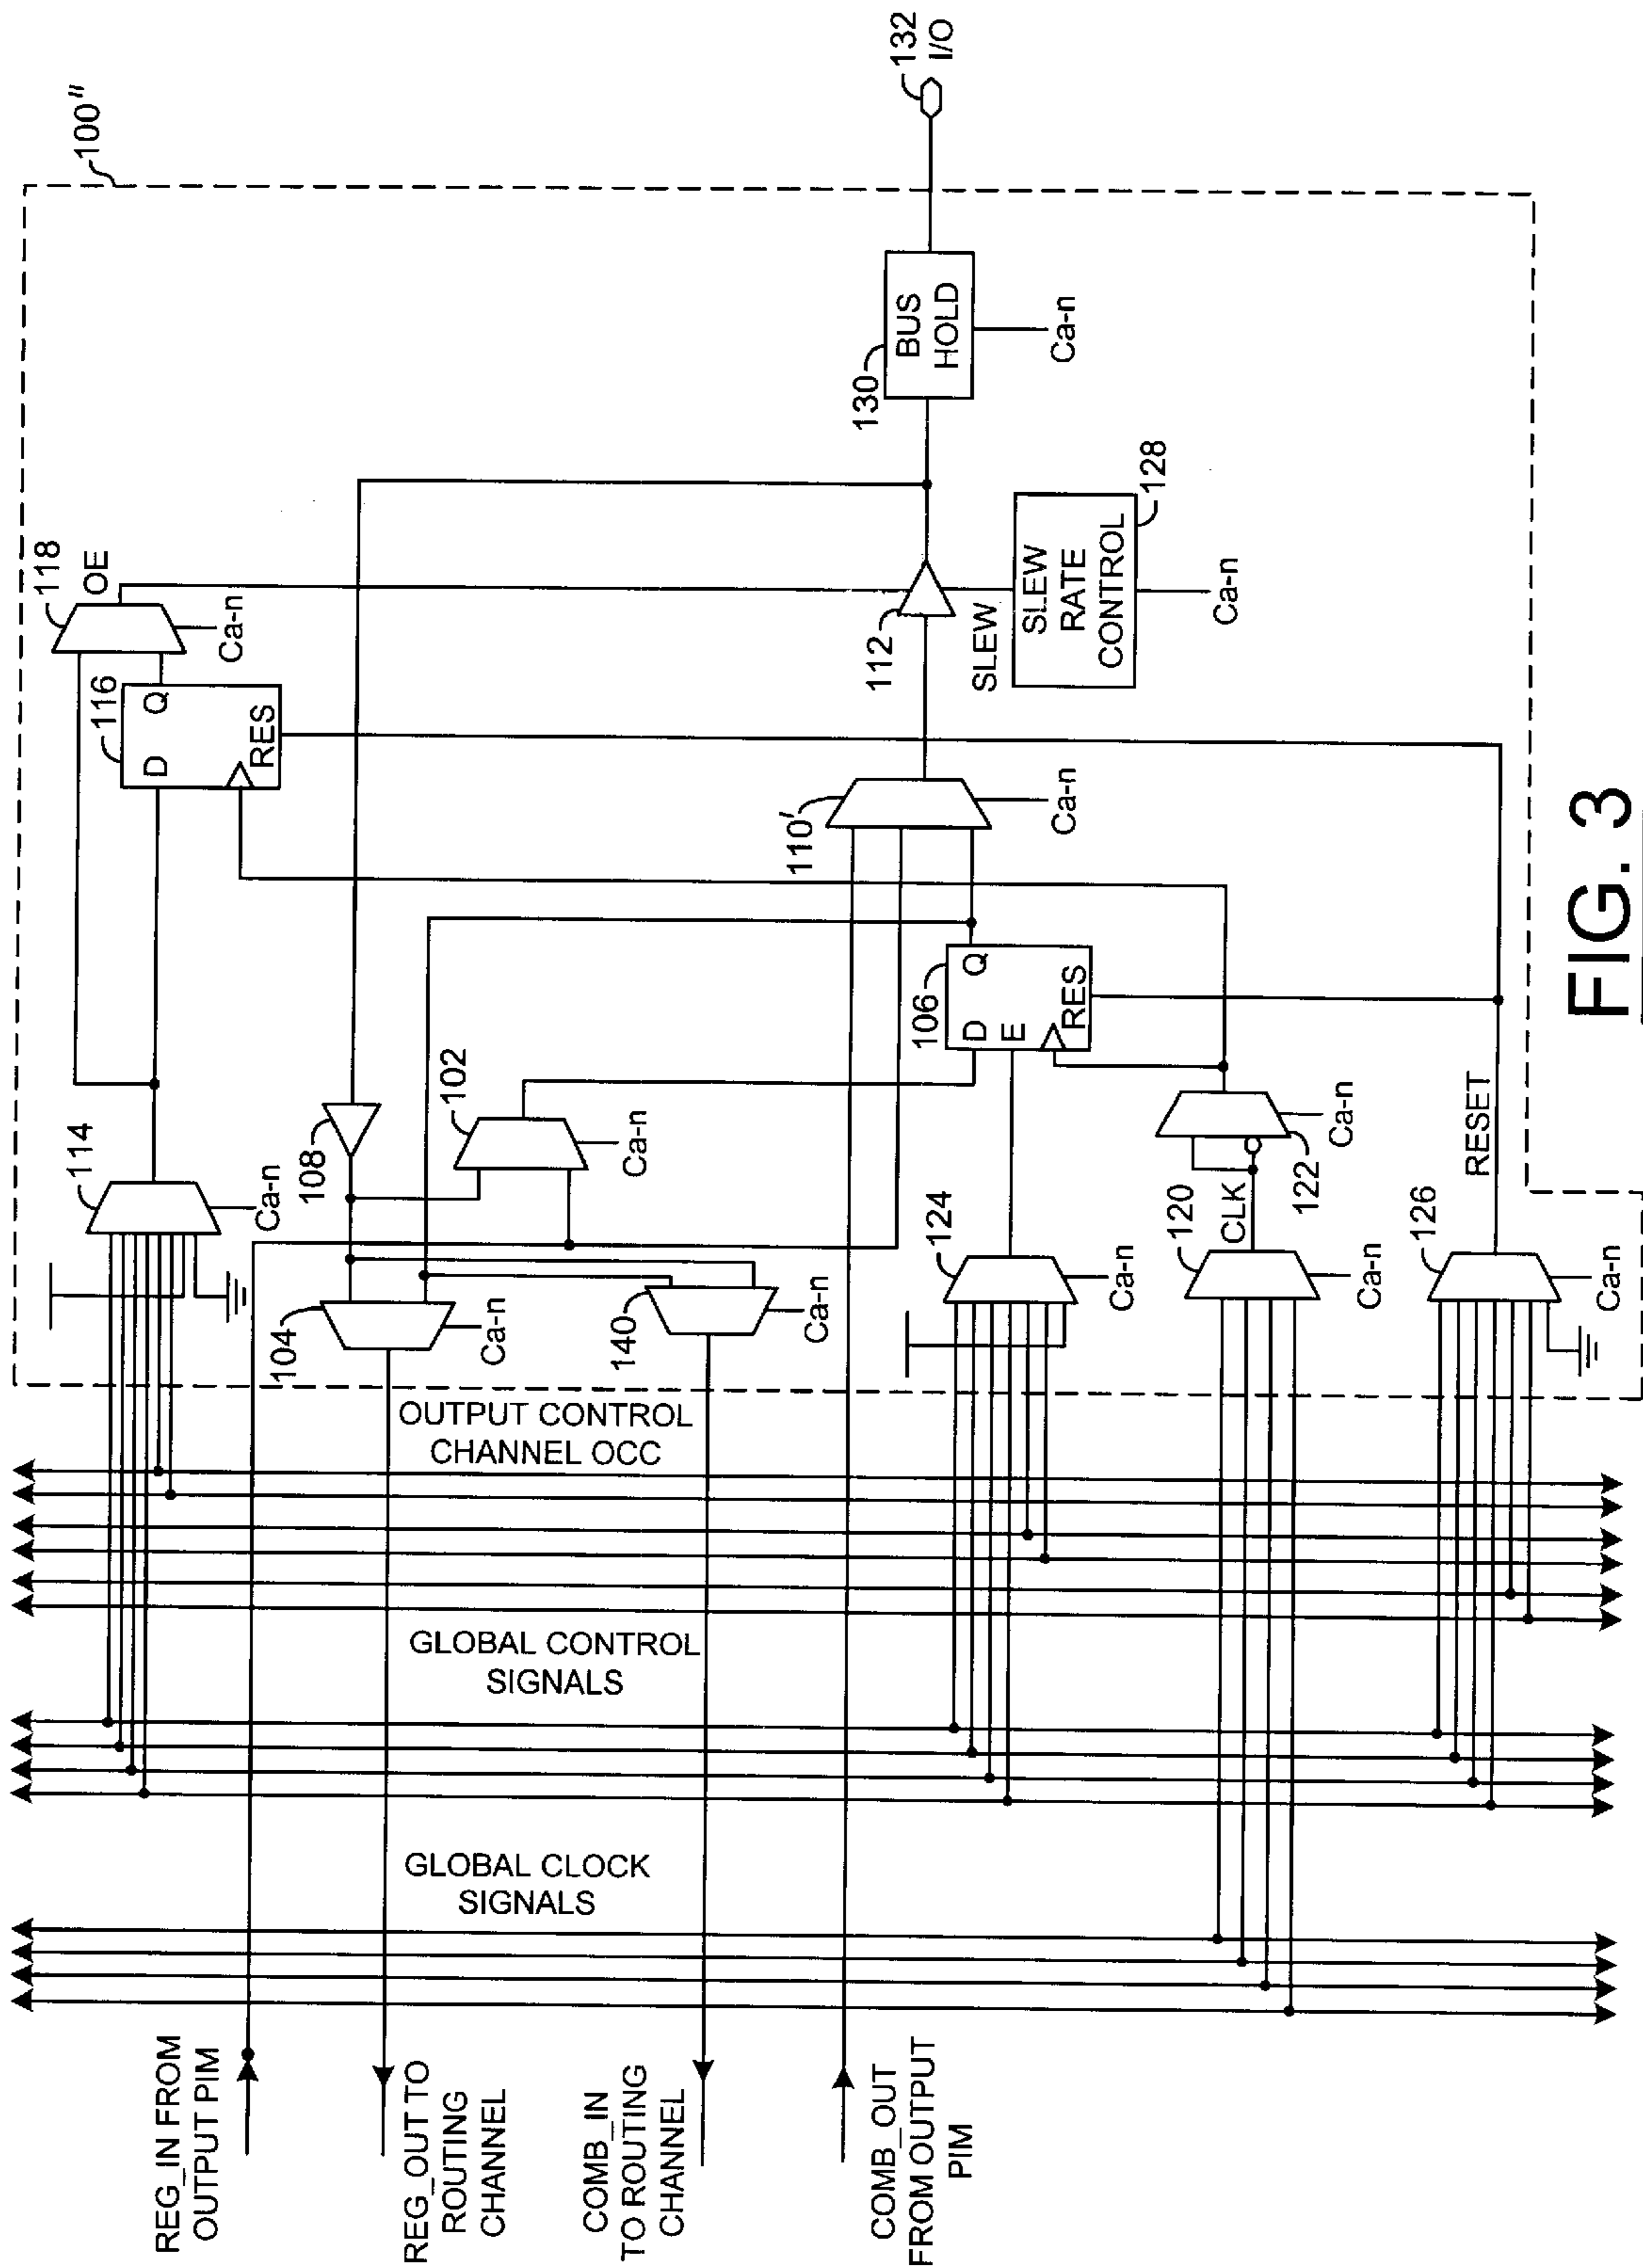 REG_IN FROM
OUTPUT PIM
REG_OUT TO
ROUTING
CHANNEL
COMB_IN
TO ROUTING
CHANNEL
COMB_OUT
FROM OUTPUT
PIM
GLOBAL CLOCK
SIGNALS
GLOBAL CONTROL
SIGNALS
OUTPUT CONTROL
CHANNEL OCC
100"
114
Ca-n
116
D
Q
RES
118
OE
Ca-n
108
104
Ca-n
102
Ca-n
140
Ca-n
110'
Ca-n
112
SLEW
SLEW
RATE
CONTROL
128
Ca-n
130
BUS
HOLD
Ca-n
132
I/O
106
D
Q
E
RES
124
Ca-n
120
CLK
Ca-n
122
Ca-n
126
RESET
Ca-n
FIG. 3